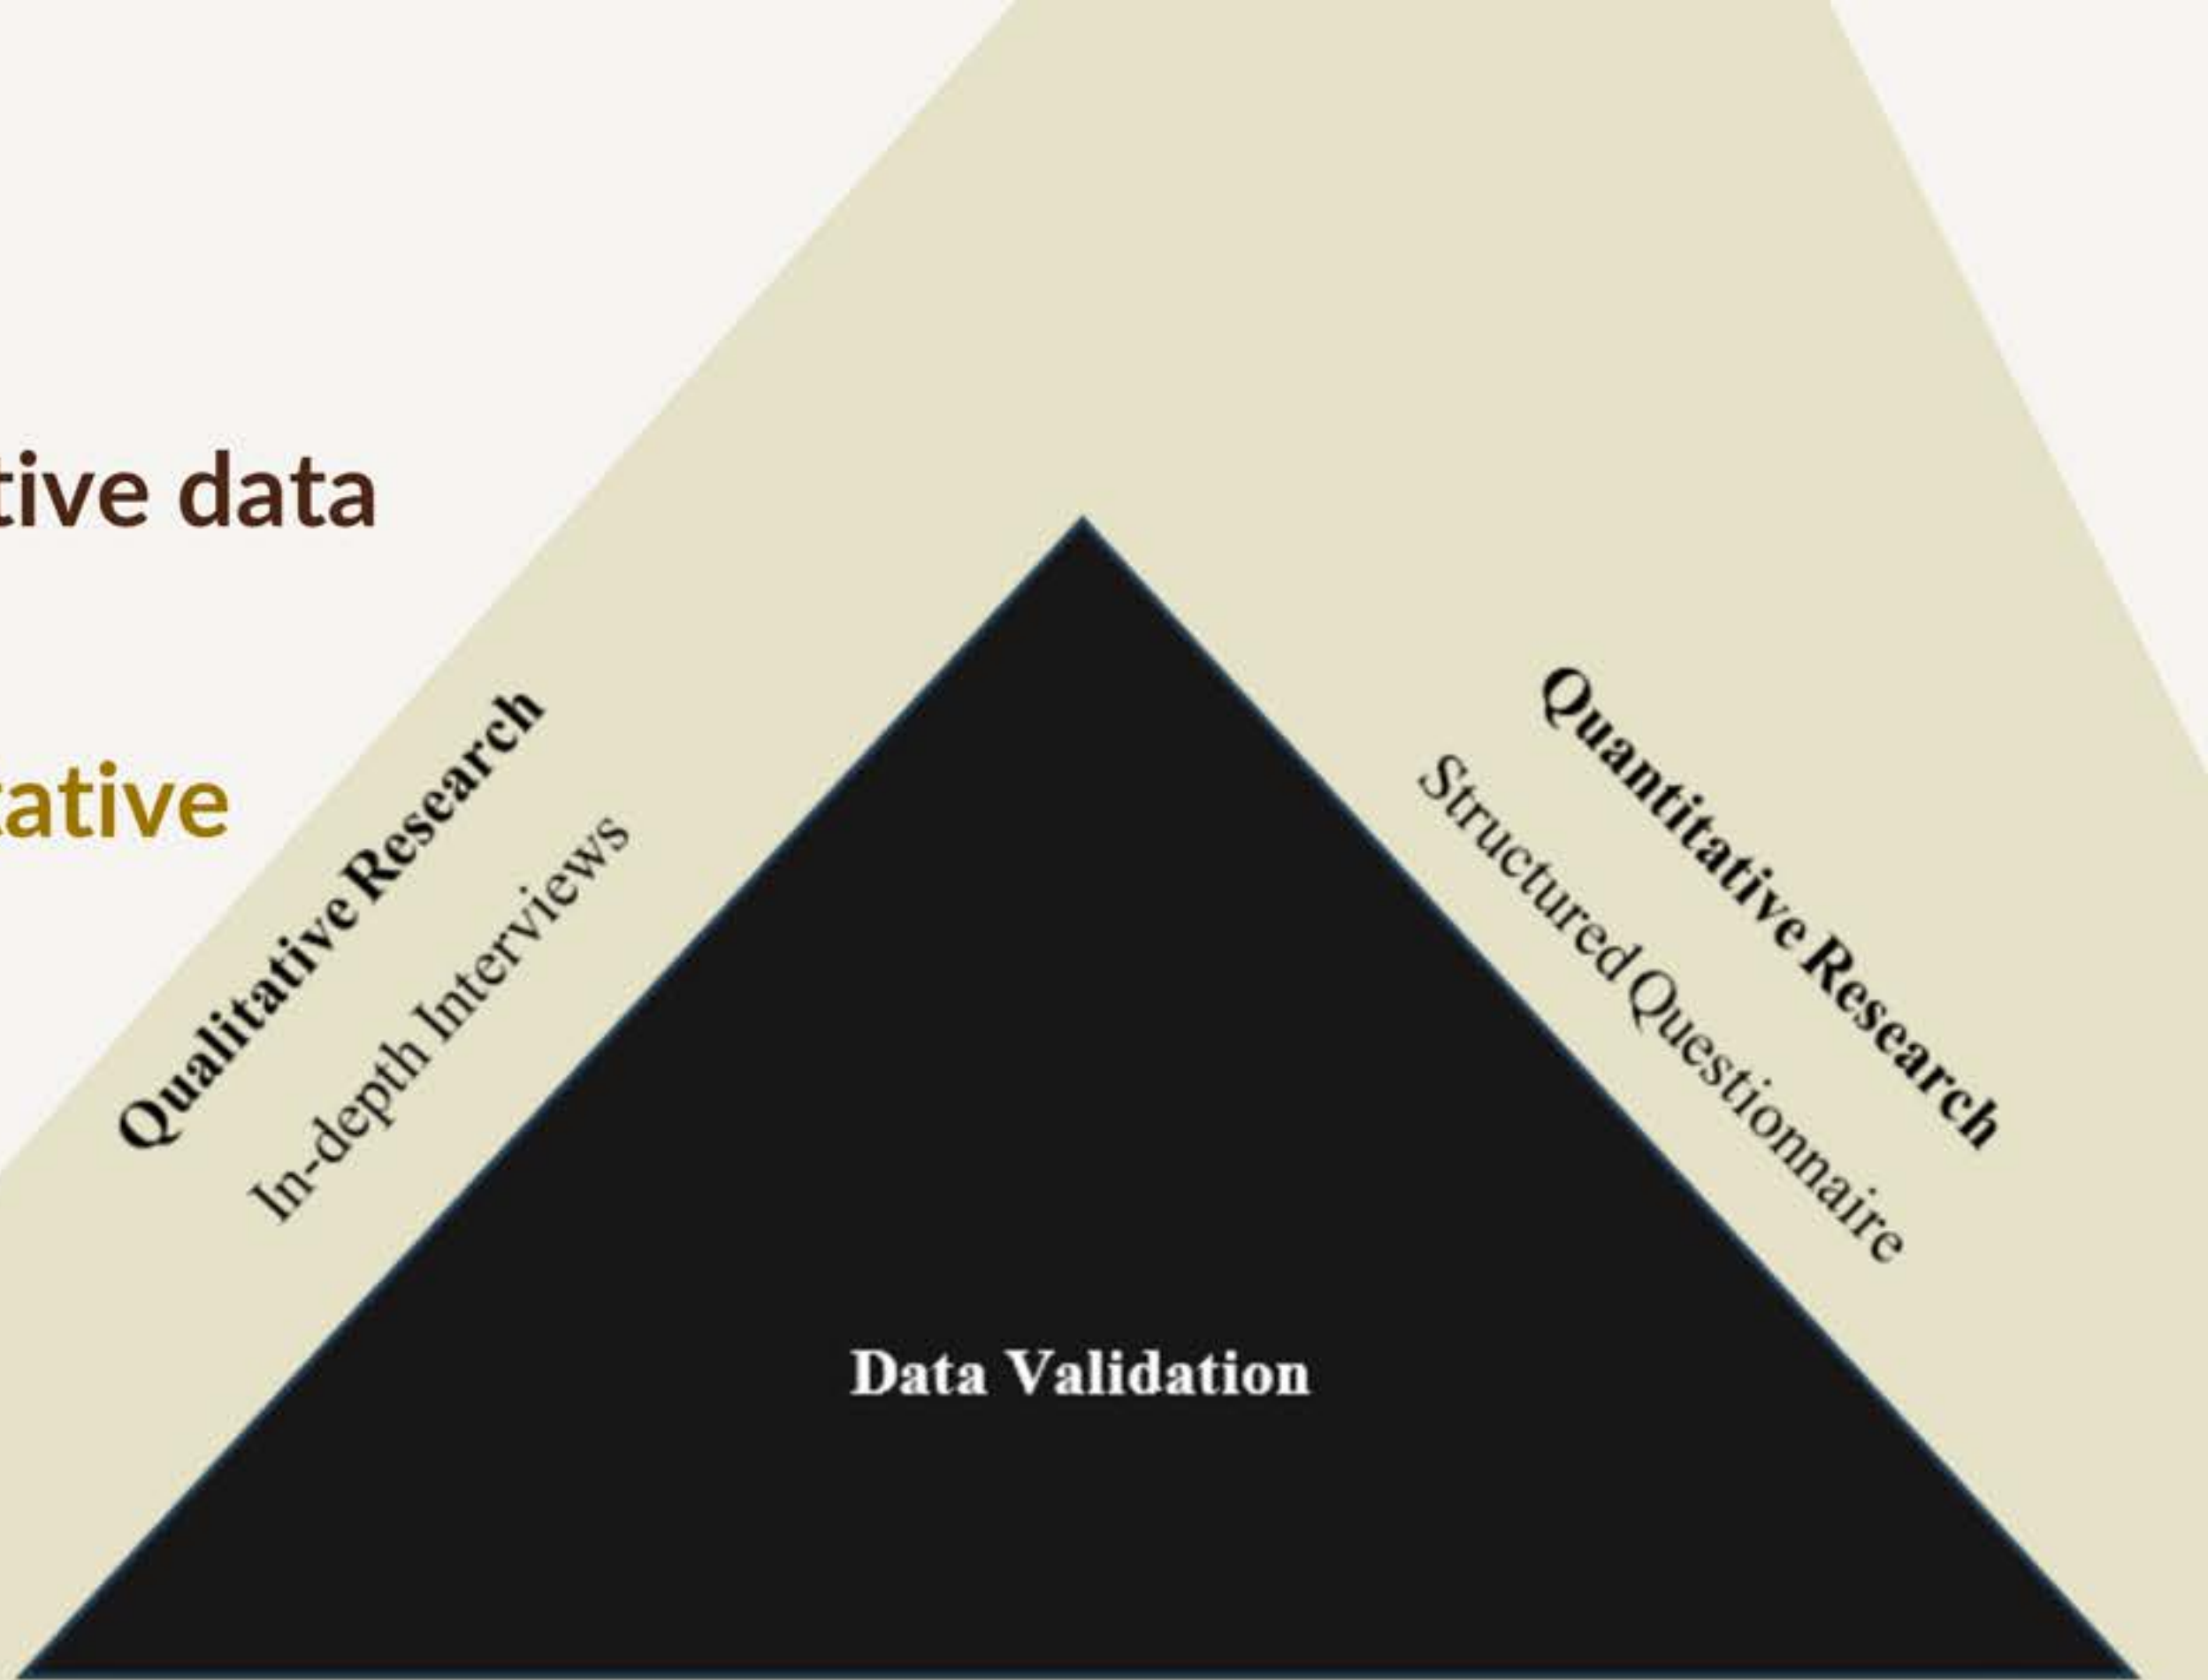 tive data
ative
Qualitative Research
In-depth Interviews
Quantitative Research
Structured Questionnaire
Data Validation